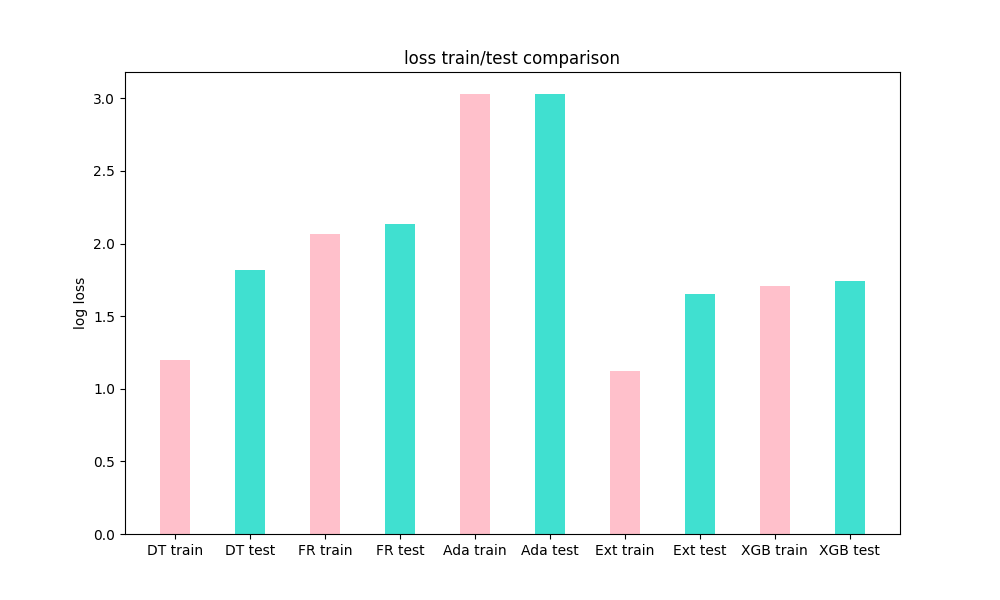 loss train/test comparison
3.0
2.5
2.0
1.5
1.0
0.5
0.0
log loss
DT train DT test FR train FR test Ada train Ada test Ext train Ext test XGB train XGB test